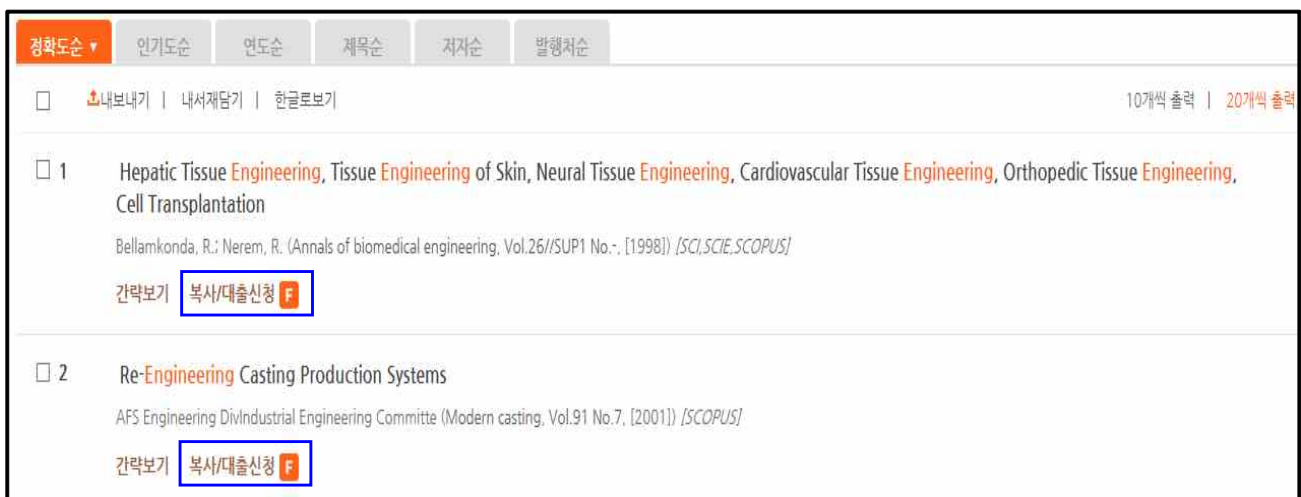 정확도순 ▼ 인기도순 연도순 제목순 저자순 발행처순
내보내기 | 내서재담기 | 한글로보기 10개씩 출력 | 20개씩 출력
1 Hepatic Tissue Engineering, Tissue Engineering of Skin, Neural Tissue Engineering, Cardiovascular Tissue Engineering, Orthopedic Tissue Engineering,
Cell Transplantation
Bellamkonda, R.; Nerem, R. (Annals of biomedical engineering, Vol.26//SUP1 No.-, [1998]) [SCI,SCIE,SCOPUS]
간략보기 복사/대출신청 F
2 Re-Engineering Casting Production Systems
AFS Engineering DivIndustrial Engineering Committe (Modern casting, Vol.91 No.7, [2001]) [SCOPUS]
간략보기 복사/대출신청 F